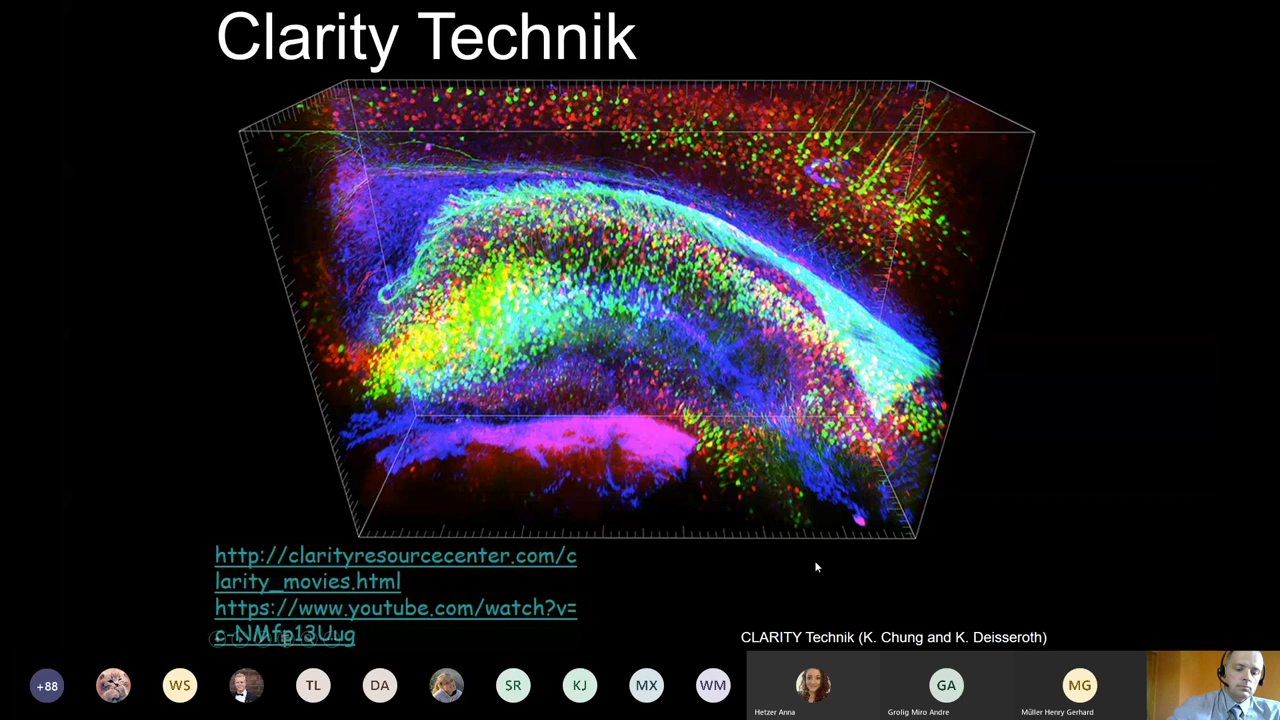 Clarity Technik
http://clarityresourcecenter.com/c
larity_movies.html
https://www.youtube.com/watch?v=
c-NMfp13Uug
CLARITY Technik (K. Chung and K. Deisseroth)
+88
WS
TL
DA
SR
KJ
MX
WM
GA
MG
Hetzer Anna
Grolig Miro Andre
Müller Henry Gerhard